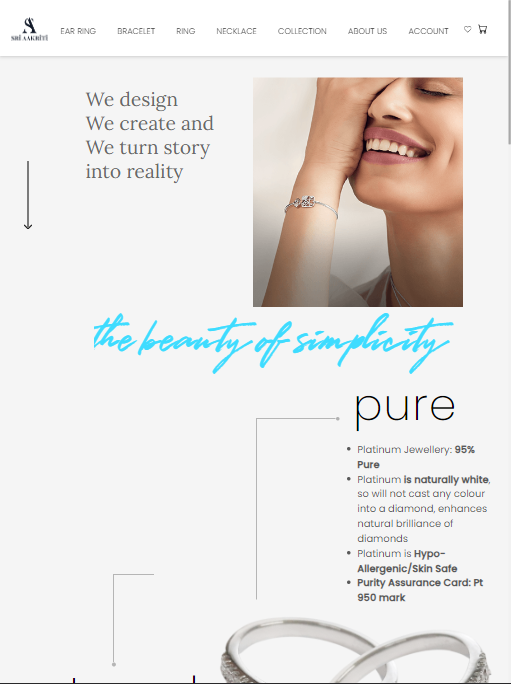 SRI AAKRITI
EAR RING BRACELET RING NECKLACE COLLECTION ABOUT US ACCOUNT
We design
We create and
We turn story
into reality
the beauty of simplicity
pure
Platinum Jewellery: 95%
Pure
Platinum is naturally white,
so will not cast any colour
into a diamond, enhances
natural brilliance of
diamonds
Platinum is Hypo-
Allergenic/Skin Safe
Purity Assurance Card: Pt
950 mark